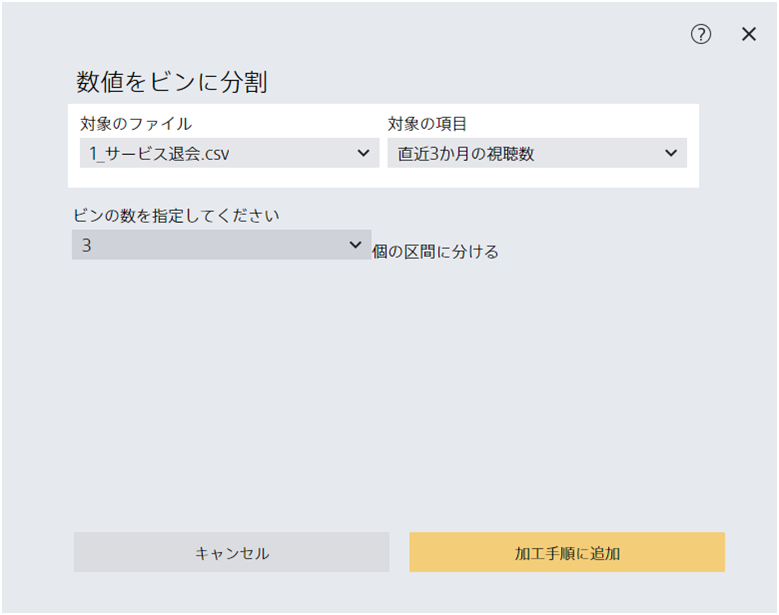 ?
数値をビンに分割
対象のファイル 対象の項目
1_サービス退会.csv 直近3か月の視聴数
ビンの数を指定してください
3 個の区間に分ける
キャンセル 加工手順に追加